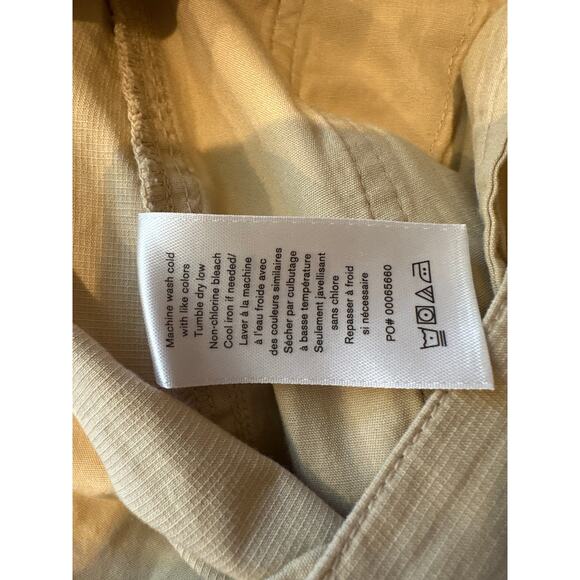 Machine wash cold
with like colors
Tumble dry low
Non-chlorine bleach
Cool iron if needed/
Laver à la machine
à l'eau froide avec
des couleurs similaires
Sécher par culbutage
à basse température
Seulement javellisant
sans chlore
Repasser à froid
si nécessaire
PO# 00065660